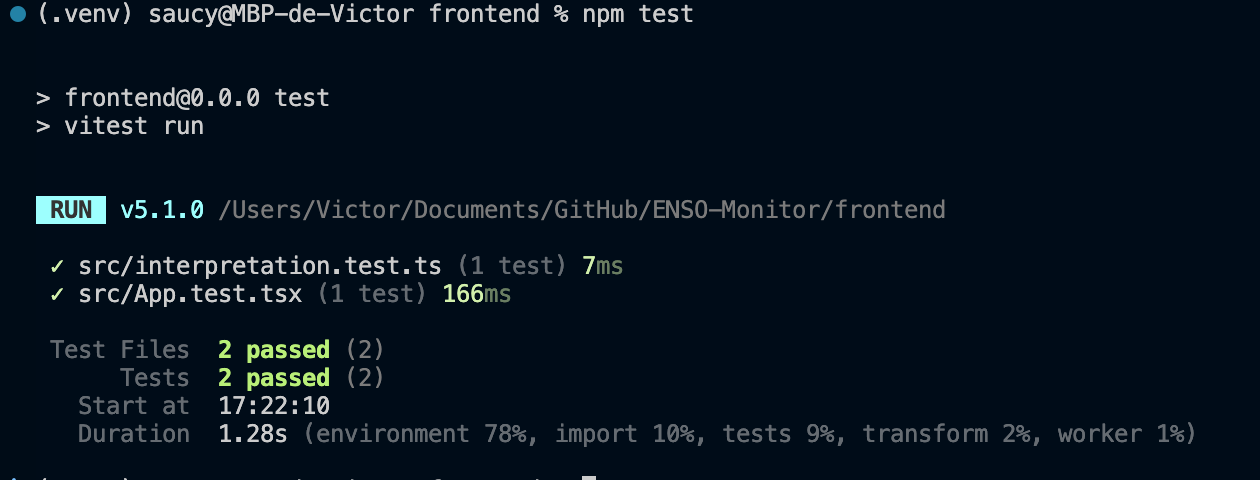 (.venv) saucy@MBP-de-Victor frontend % npm test
> frontend@0.0.0 test
> vitest run
RUN v5.1.0 /Users/Victor/Documents/GitHub/ENSO-Monitor/frontend
✓ src/interpretation.test.ts (1 test) 7ms
✓ src/App.test.tsx (1 test) 166ms
Test Files 2 passed (2)
Tests 2 passed (2)
Start at 17:22:10
Duration 1.28s (environment 78%, import 10%, tests 9%, transform 2%, worker 1%)